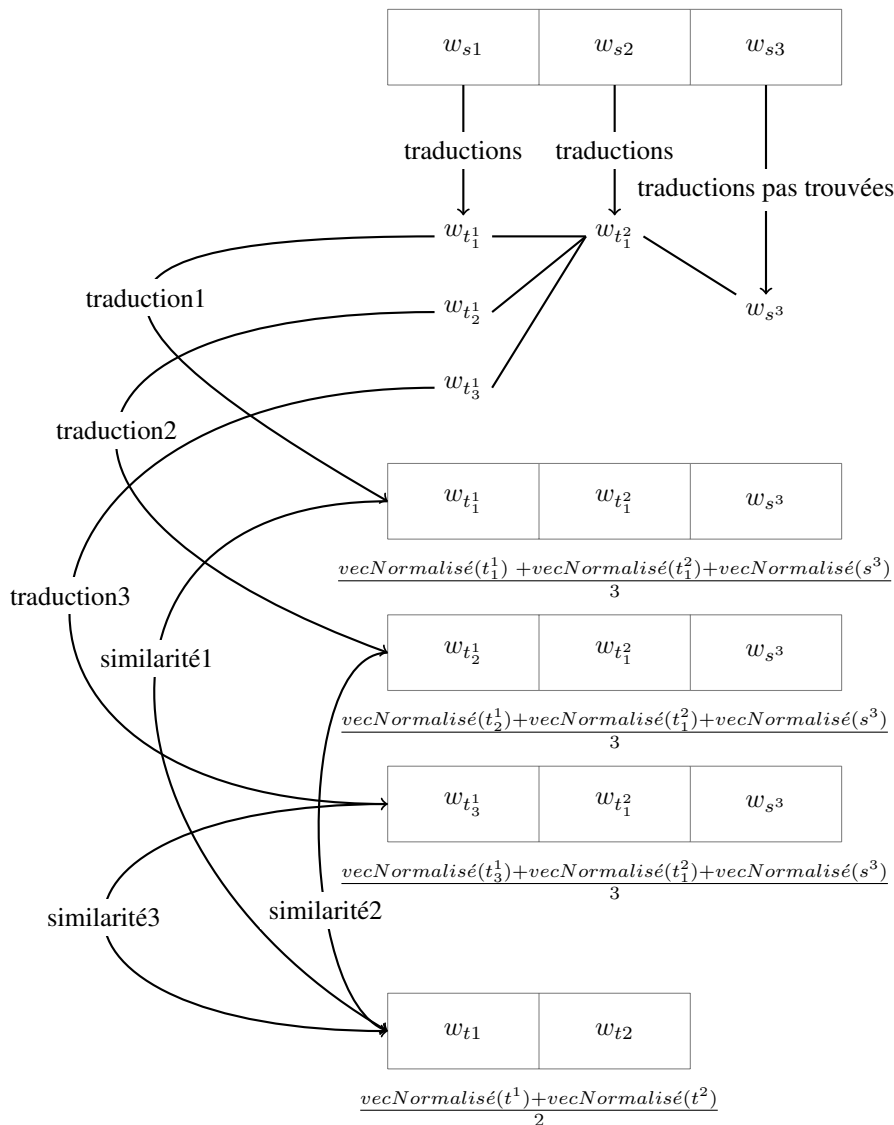 w_{s1} w_{s2} w_{s3}
traductions traductions
traductions pas trouvées
w_{t_1^1} w_{t_1^2}
traduction1
w_{t_2^1} w_{s^3}
w_{t_3^1}
traduction2
w_{t_1^1} w_{t_1^2} w_{s^3}
\frac{vecNormalisé(t_1^1) +vecNormalisé(t_1^2)+vecNormalisé(s^3)}{3}
traduction3
similarité1
w_{t_2^1} w_{t_1^2} w_{s^3}
\frac{vecNormalisé(t_2^1)+vecNormalisé(t_1^2)+vecNormalisé(s^3)}{3}
w_{t_3^1} w_{t_1^2} w_{s^3}
\frac{vecNormalisé(t_3^1)+vecNormalisé(t_1^2)+vecNormalisé(s^3)}{3}
similarité3 similarité2
w_{t1} w_{t2}
\frac{vecNormalisé(t^1)+vecNormalisé(t^2)}{2}